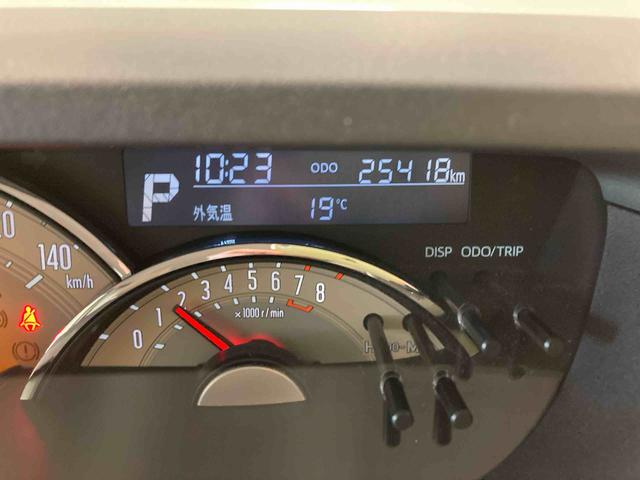 10:23 ODO 25418km
P
外気温 19℃
DISP ODO/TRIP
140
km/h
0 1 2 3 4 5 6 7 8
×1000 r/min